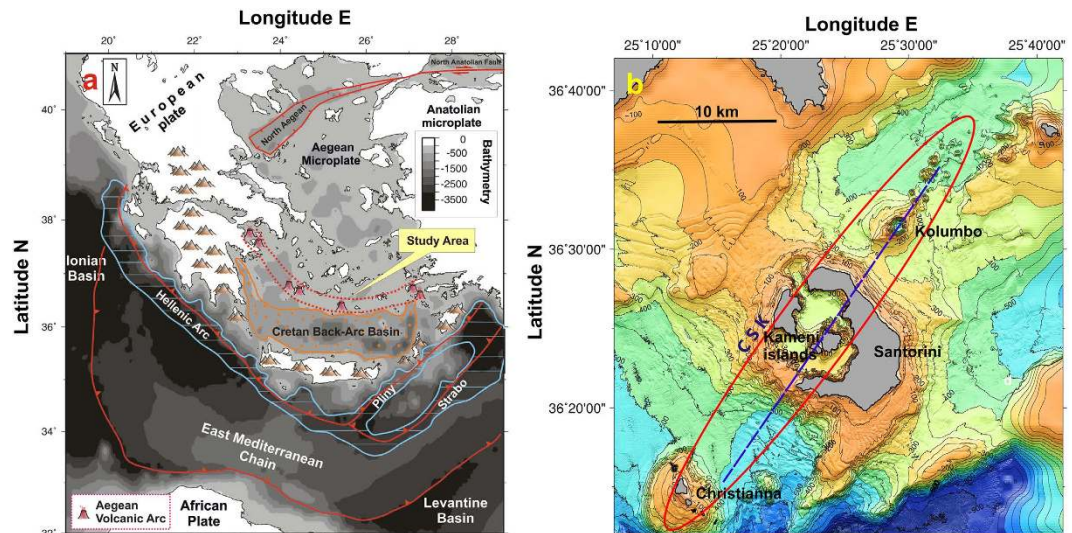 Longitude E
20° 22° 24° 26° 28°
a
N
European
plate
North Anatolian Fault
North Aegean
Anatolian
microplate
Aegean
Microplate
0
-500
-1500
-2500
-3500
Bathymetry
Study Area
Ionian
Basin
Hellenic Arc
Cretan Back-Arc Basin
Pliny
Strabo
East Mediterranean
Chain
Levantine
Basin
African
Plate
Aegean
Volcanic Arc
Latitude N
40°
38°
36°
34°
32°
Longitude E
25°10'00" 25°20'00" 25°30'00" 25°40'00"
b
10 km
Kolumbo
CSK
Kameni
islands
Santorini
Christianna
d
Latitude N
36°40'00"
36°30'00"
36°20'00"